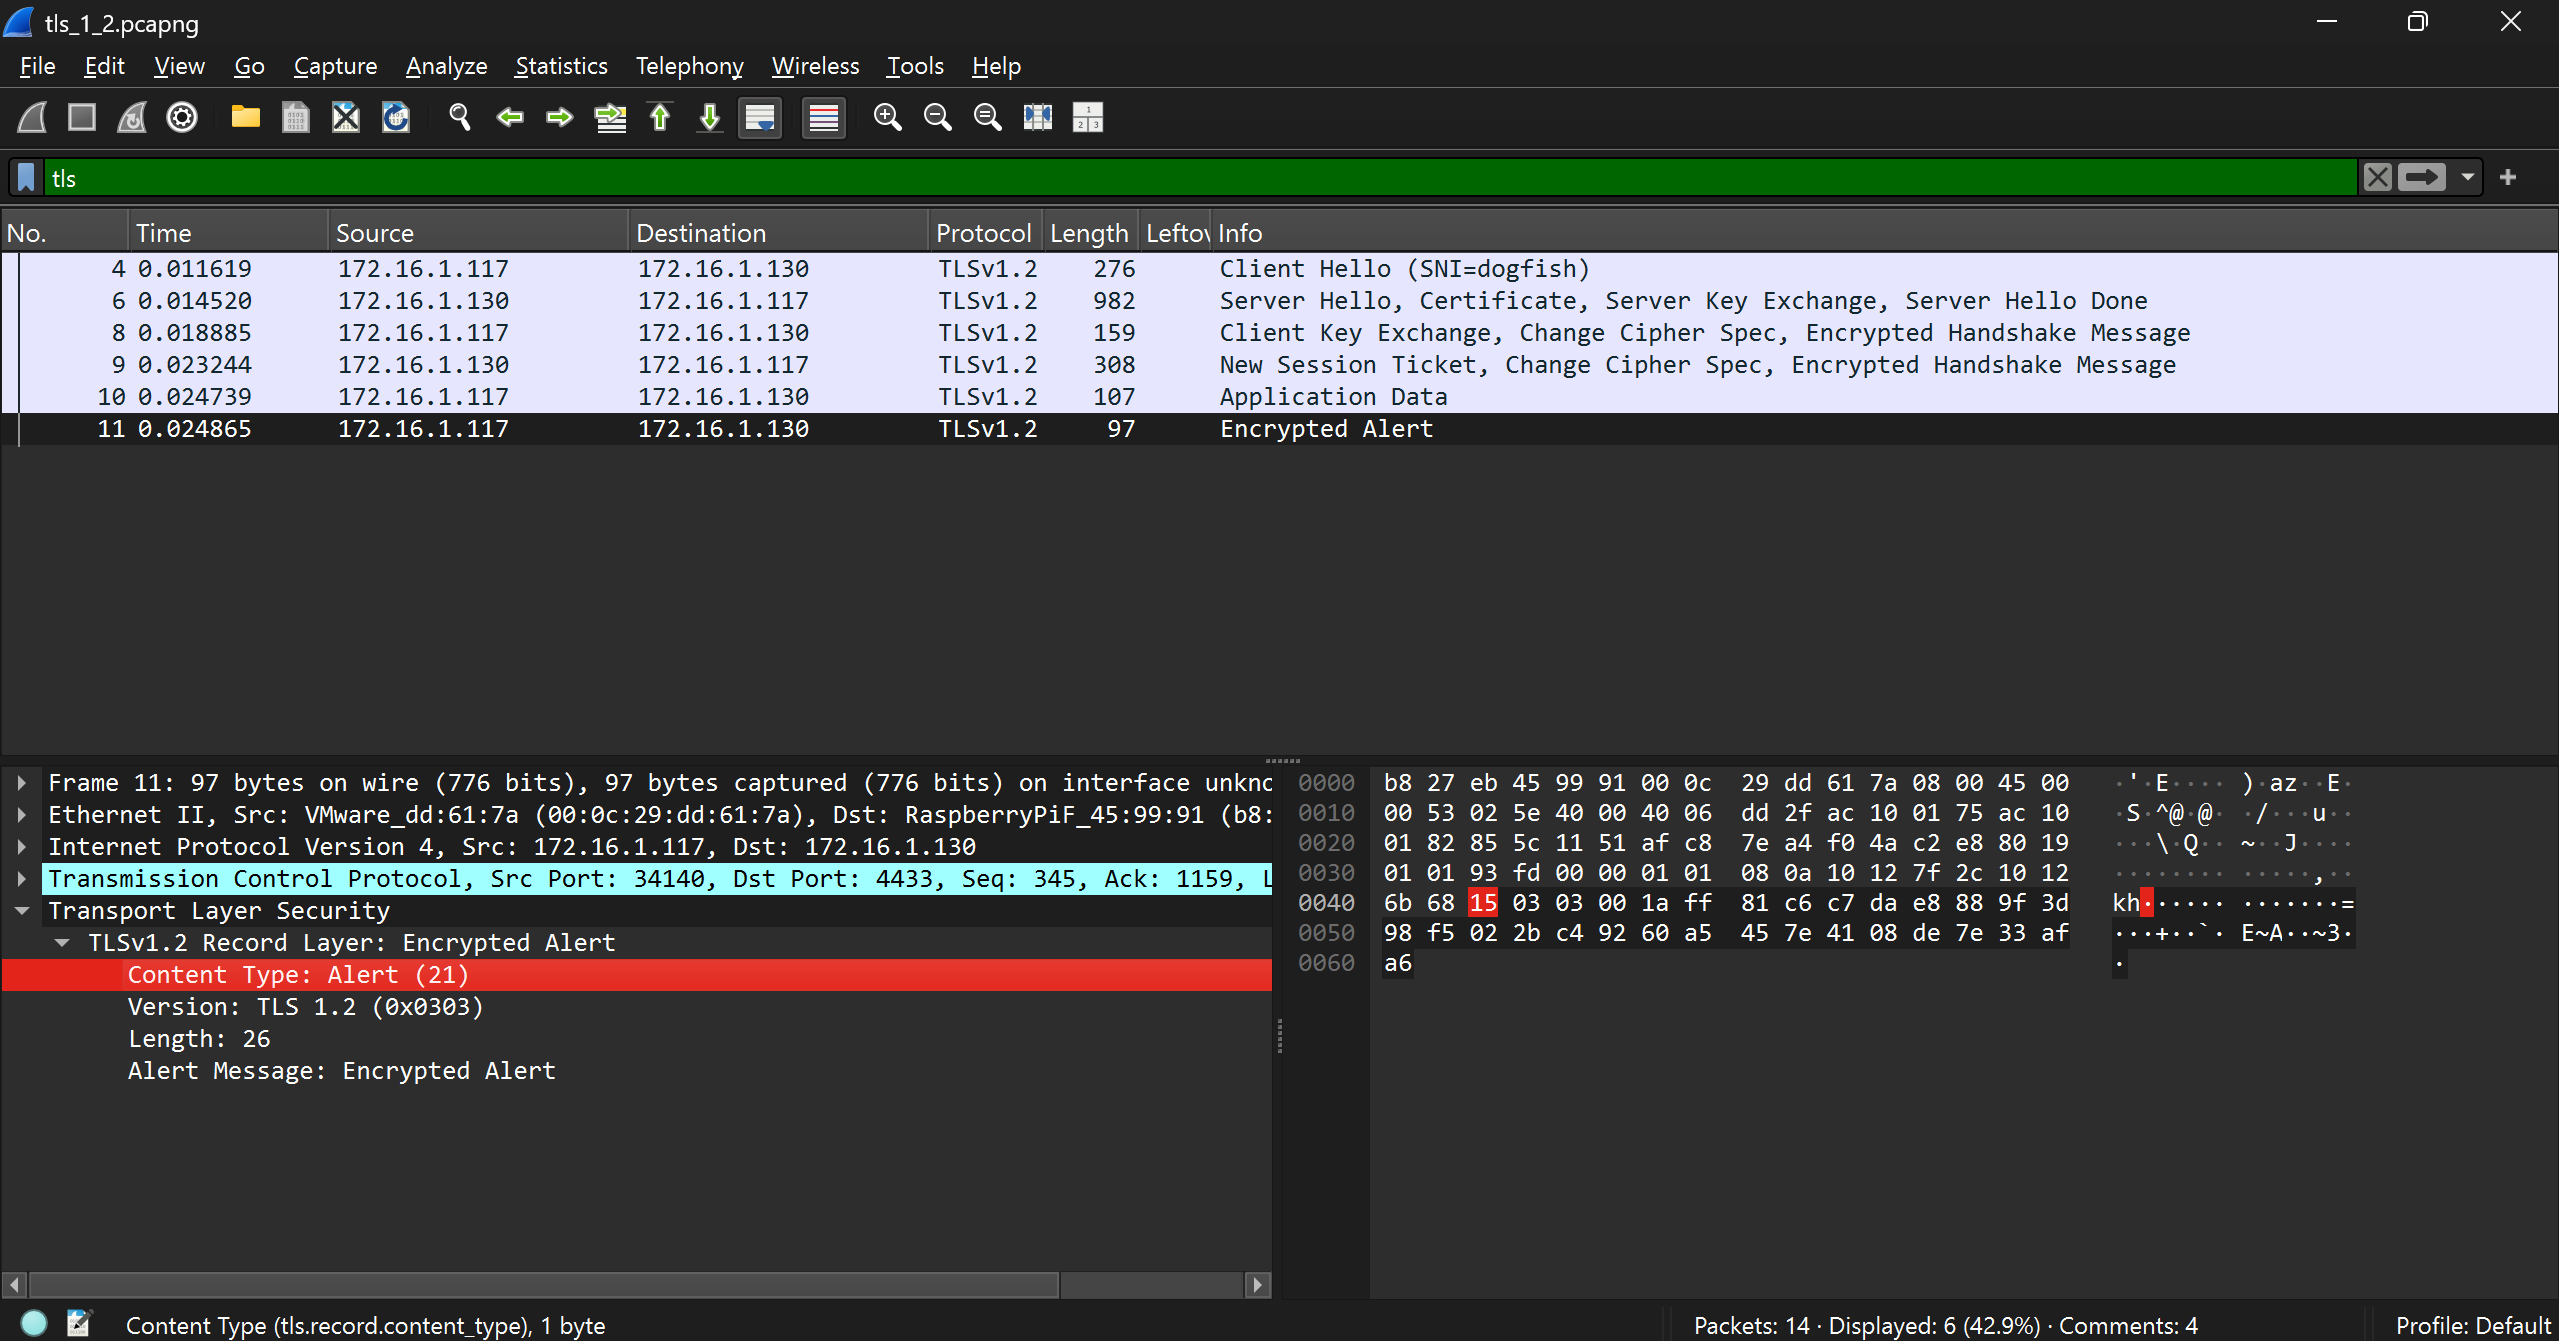 tls_1_2.pcapng
File Edit View Go Capture Analyze Statistics Telephony Wireless Tools Help
tls
No. Time Source Destination Protocol Length Leftov Info
4 0.011619 172.16.1.117 172.16.1.130 TLSv1.2 276 Client Hello (SNI=dogfish)
6 0.014520 172.16.1.130 172.16.1.117 TLSv1.2 982 Server Hello, Certificate, Server Key Exchange, Server Hello Done
8 0.018885 172.16.1.117 172.16.1.130 TLSv1.2 159 Client Key Exchange, Change Cipher Spec, Encrypted Handshake Message
9 0.023244 172.16.1.130 172.16.1.117 TLSv1.2 308 New Session Ticket, Change Cipher Spec, Encrypted Handshake Message
10 0.024739 172.16.1.117 172.16.1.130 TLSv1.2 107 Application Data
11 0.024865 172.16.1.117 172.16.1.130 TLSv1.2 97 Encrypted Alert
Frame 11: 97 bytes on wire (776 bits), 97 bytes captured (776 bits) on interface unkno
Ethernet II, Src: VMware_dd:61:7a (00:0c:29:dd:61:7a), Dst: RaspberryPiF_45:99:91 (b8:
Internet Protocol Version 4, Src: 172.16.1.117, Dst: 172.16.1.130
Transmission Control Protocol, Src Port: 34140, Dst Port: 4433, Seq: 345, Ack: 1159, L
Transport Layer Security
TLSv1.2 Record Layer: Encrypted Alert
Content Type: Alert (21)
Version: TLS 1.2 (0x0303)
Length: 26
Alert Message: Encrypted Alert
0000 b8 27 eb 45 99 91 00 0c 29 dd 61 7a 08 00 45 00 ·'·E···· )·az··E·
0010 00 53 02 5e 40 00 40 06 dd 2f ac 10 01 75 ac 10 ·S·^@·@· ·/···u··
0020 01 82 85 5c 11 51 af c8 7e a4 f0 4a c2 e8 80 19 ···\·Q·· ~··J····
0030 01 01 93 fd 00 00 01 01 08 0a 10 12 7f 2c 10 12 ········ ·····,··
0040 6b 68 15 03 03 00 1a ff 81 c6 c7 da e8 88 9f 3d kh······ ·······=
0050 98 f5 02 2b c4 92 60 a5 45 7e 41 08 de 7e 33 af ···+··`· E~A··~3·
0060 a6 ·
Content Type (tls.record.content_type), 1 byte
Packets: 14 · Displayed: 6 (42.9%) · Comments: 4
Profile: Default